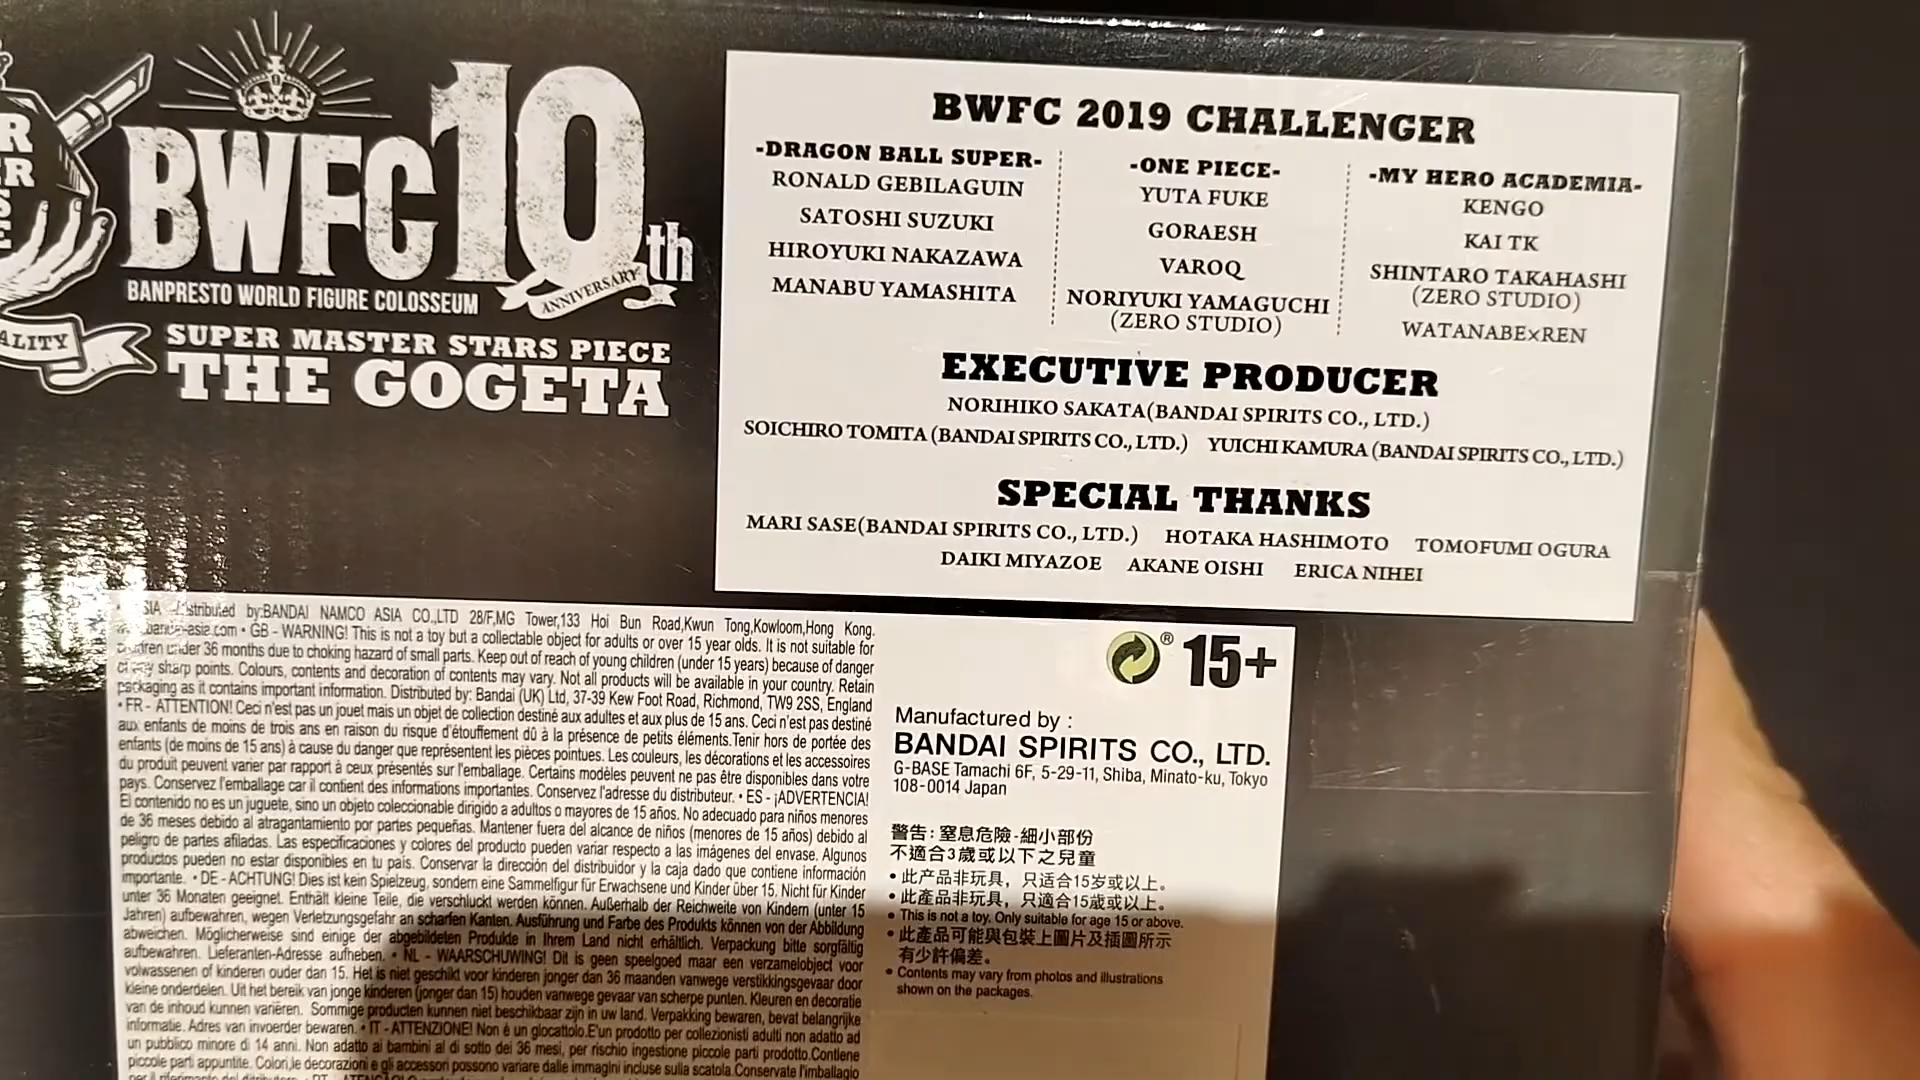 BWFC10th
ANNIVERSARY
BANPRESTO WORLD FIGURE COLOSSEUM
ALITY
SUPER MASTER STARS PIECE
THE GOGETA
BWFC 2019 CHALLENGER
-DRAGON BALL SUPER-
RONALD GEBILAGUIN
SATOSHI SUZUKI
HIROYUKI NAKAZAWA
MANABU YAMASHITA
-ONE PIECE-
YUTA FUKE
GORAESH
VAROQ
NORIYUKI YAMAGUCHI
(ZERO STUDIO)
-MY HERO ACADEMIA-
KENGO
KAI TK
SHINTARO TAKAHASHI
(ZERO STUDIO)
WATANABE×REN
EXECUTIVE PRODUCER
NORIHIKO SAKATA(BANDAI SPIRITS CO., LTD.)
SOICHIRO TOMITA (BANDAI SPIRITS CO., LTD.) YUICHI KAMURA (BANDAI SPIRITS CO., LTD.)
SPECIAL THANKS
MARI SASE(BANDAI SPIRITS CO., LTD.) HOTAKA HASHIMOTO TOMOFUMI OGURA
DAIKI MIYAZOE AKANE OISHI ERICA NIHEI
by:BANDAI NAMCO ASIA CO.,LTD 28/F,MG Tower,133 Hoi Bun Road,Kwun Tong,Kowloom,Hong Kong.
• GB - WARNING! This is not a toy but a collectable object for adults or over 15 year olds. It is not suitable for
under 36 months due to choking hazard of small parts. Keep out of reach of young children (under 15 years) because of danger
sharp points. Colours, contents and decoration of contents may vary. Not all products will be available in your country. Retain
packaging as it contains important information. Distributed by: Bandai (UK) Ltd, 37-39 Kew Foot Road, Richmond, TW9 2SS, England
• FR - ATTENTION! Ceci n'est pas un jouet mais un objet de collection destiné aux adultes et aux plus de 15 ans. Ceci n'est pas destiné
aux enfants de moins de trois ans en raison du risque d'étouffement dû à la présence de petits éléments.Tenir hors de portée des
enfants (de moins de 15 ans) à cause du danger que représentent les pièces pointues. Les couleurs, les décorations et les accessoires
du produit peuvent varier par rapport à ceux présentés sur l'emballage. Certains modèles peuvent ne pas être disponibles dans votre
pays. Conservez l'emballage car il contient des informations importantes. Conservez l'adresse du distributeur. • ES - ¡ADVERTENCIA!
El contenido no es un juguete, sino un objeto coleccionable dirigido a adultos o mayores de 15 años. No adecuado para niños menores
de 36 meses debido al atragantamiento por partes pequeñas. Mantener fuera del alcance de niños (menores de 15 años) debido al
peligro de partes afiladas. Las especificaciones y colores del producto pueden variar respecto a las imágenes del envase. Algunos
productos pueden no estar disponibles en tu país. Conservar la dirección del distribuidor y la caja dado que contiene información
importante. • DE - ACHTUNG! Dies ist kein Spielzeug, sondern eine Sammelfigur für Erwachsene und Kinder über 15. Nicht für Kinder
unter 36 Monaten geeignet. Enthält kleine Teile, die verschluckt werden können. Außerhalb der Reichweite von Kindern (unter 15
Jahren) aufbewahren, wegen Verletzungsgefahr an scharfen Kanten. Ausführung und Farbe des Produkts können von der Abbildung
abweichen. Möglicherweise sind einige der abgebildeten Produkte in Ihrem Land nicht erhältlich. Verpackung bitte sorgfältig
aufbewahren. Lieferanten-Adresse aufheben. • NL - WAARSCHUWING! Dit is geen speelgoed maar een verzamelobject voor
volwassenen of kinderen ouder dan 15. Het is niet geschikt voor kinderen jonger dan 36 maanden vanwege verstikkingsgevaar door
kleine onderdelen. Uit het bereik van jonge kinderen (jonger dan 15) houden vanwege gevaar van scherpe punten. Kleuren en decoratie
van de inhoud kunnen variëren. Sommige producten kunnen niet beschikbaar zijn in uw land. Verpakking bewaren, bevat belangrijke
informatie. Adres van invoerder bewaren. • IT - ATTENZIONE! Non é un glocattolo.E'un prodotto per collezionisti adulti non adatto ad
un pubblico minore di 14 anni. Non adatto ai bambini al di sotto dei 36 mesi, per rischio ingestione piccole parti prodotto.Contiene
piccole parti appuntite. Colori,le decorazioni e gli accessori possono variare dalle immagini incluse sulla scatola.Conservate l'imballagio
® 15+
Manufactured by :
BANDAI SPIRITS CO., LTD.
G-BASE Tamachi 6F, 5-29-11, Shiba, Minato-ku, Tokyo
108-0014 Japan
警告: 窒息危險-細小部份
不適合3歲或以下之兒童
• 此产品非玩具，只适合15岁或以上。
• 此產品非玩具，只適合15歲或以上。
• This is not a toy. Only suitable for age 15 or above.
• 此產品可能與包裝上圖片及插圖所示
有少許偏差。
• Contents may vary from photos and illustrations
shown on the packages.